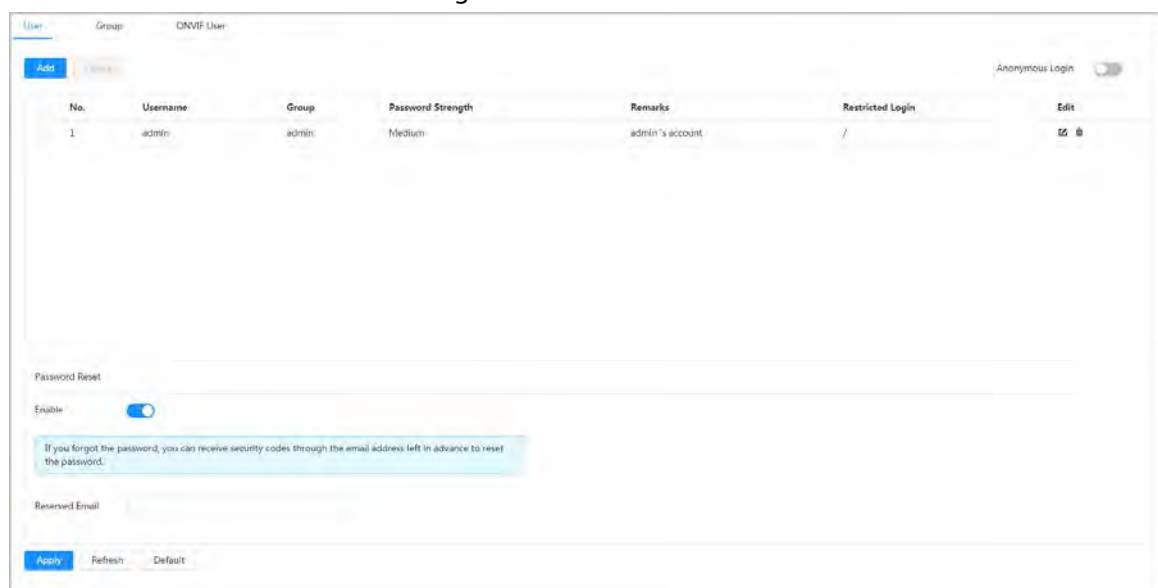 User Group ONVIF User
Add Delete Anonymous Login
No. Username Group Password Strength Remarks Restricted Login Edit
1 admin admin Medium admin 's account /
Password Reset
Enable
If you forgot the password, you can receive security codes through the email address left in advance to reset
the password.
Reserved Email
Apply Refresh Default